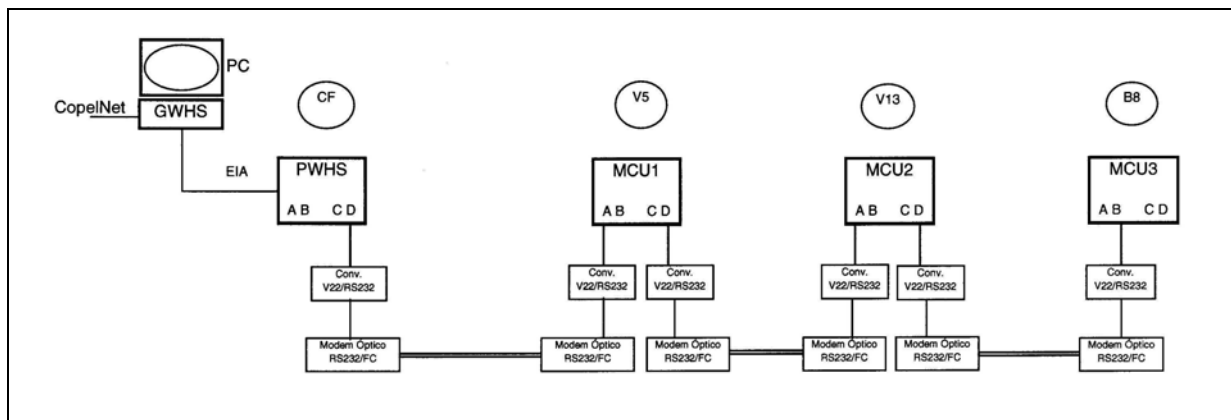 PC
CopelNet
GWHS
CF
V5
V13
B8
EIA
PWHS
MCU1
MCU2
MCU3
A B C D
A B C D
A B C D
A B C D
Conv.
V22/RS232
Conv.
V22/RS232
Conv.
V22/RS232
Conv.
V22/RS232
Conv.
V22/RS232
Conv.
V22/RS232
Modem Óptico
RS232/FC
Modem Óptico
RS232/FC
Modem Óptico
RS232/FC
Modem Óptico
RS232/FC
Modem Óptico
RS232/FC
Modem Óptico
RS232/FC